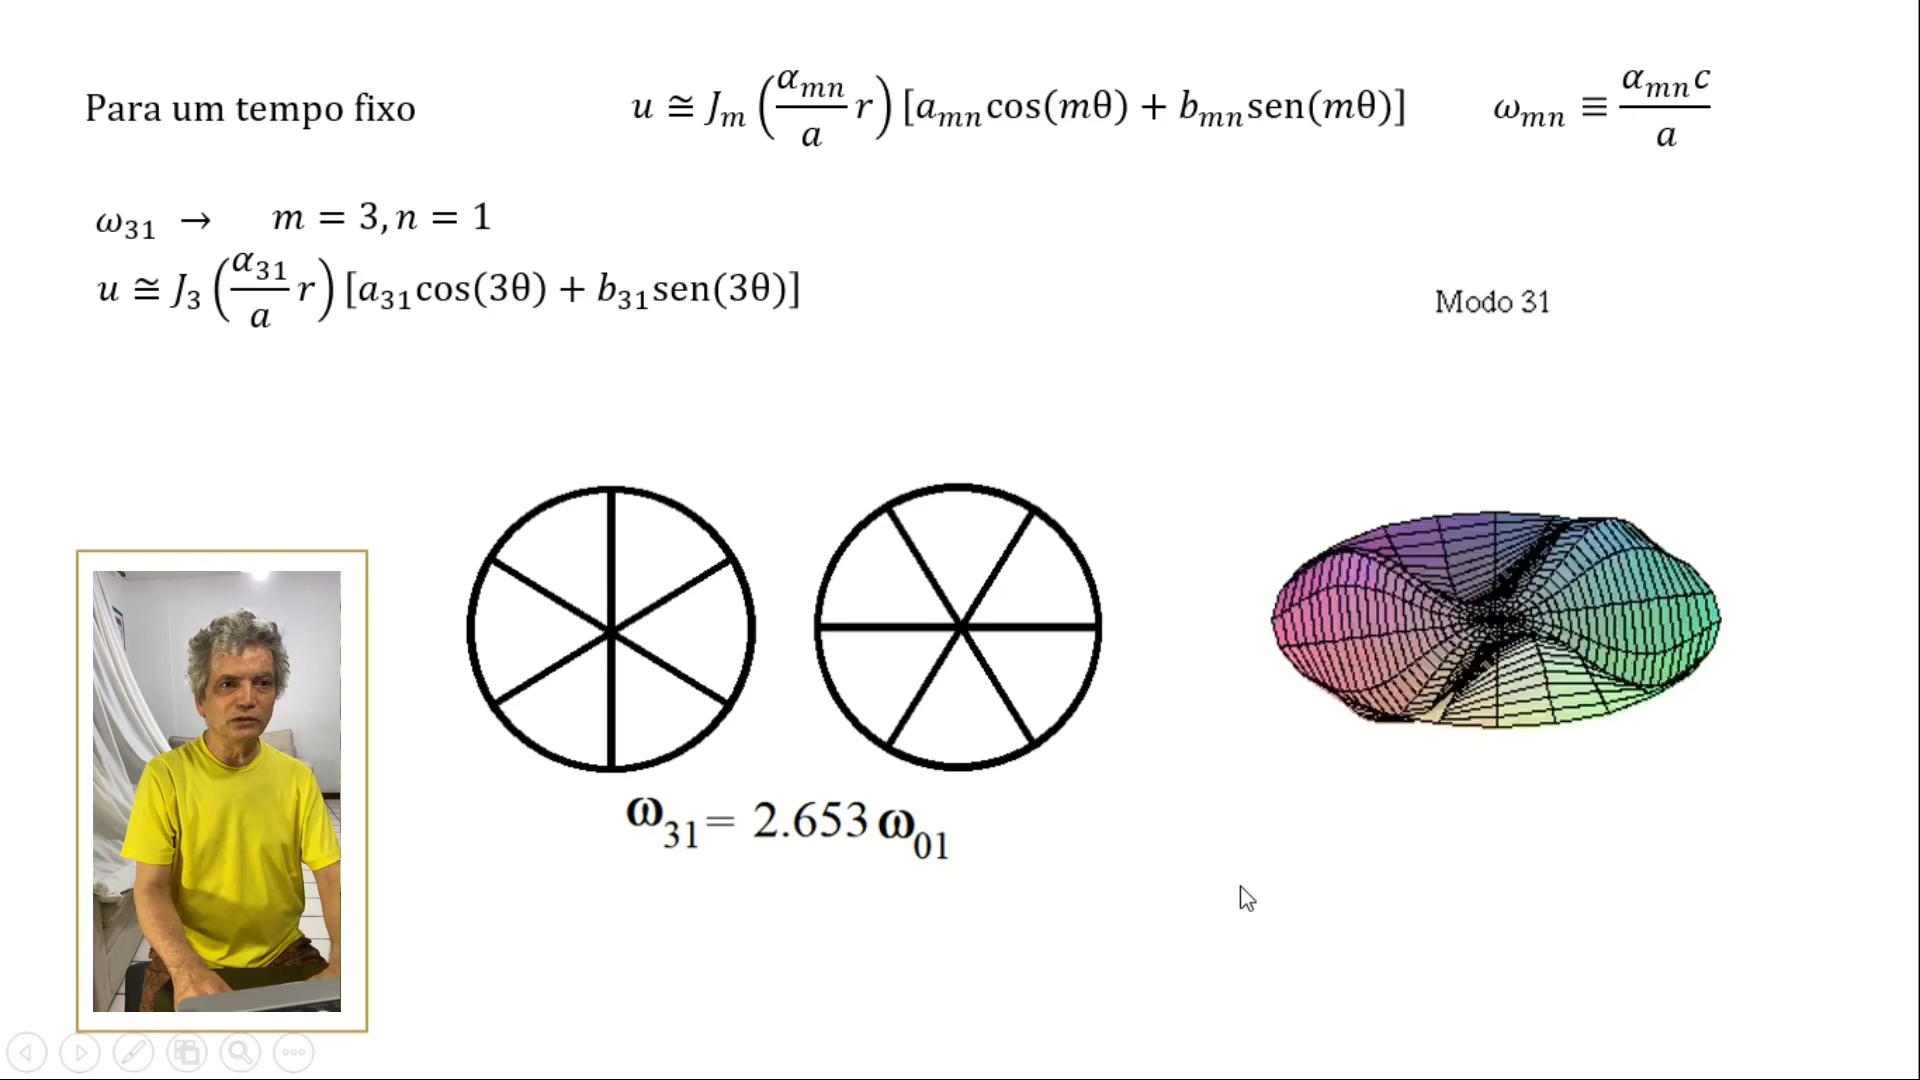 Para um tempo fixo
u ≅ J_m (α_mn/a r) [a_mn cos(mθ) + b_mn sen(mθ)]
ω_mn ≡ α_mn c/a
ω_31 → m = 3, n = 1
u ≅ J_3 (α_31/a r) [a_31 cos(3θ) + b_31 sen(3θ)]
Modo 31
ω_31 = 2.653 ω_01